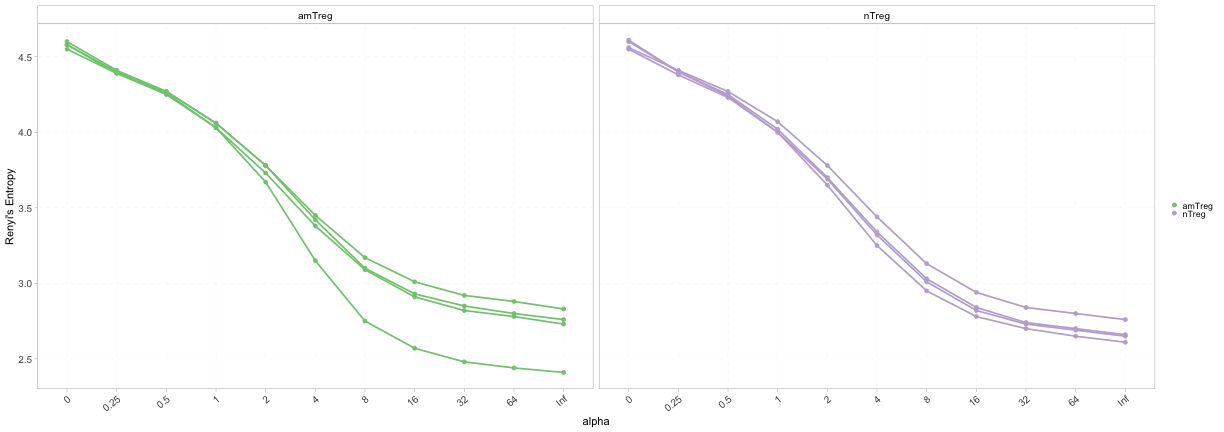 amTreg
nTreg
Renyi's Entropy
4.5
4.0
3.5
3.0
2.5
0 0.25 0.5 1 2 4 8 16 32 64 Inf
0 0.25 0.5 1 2 4 8 16 32 64 Inf
alpha
amTreg
nTreg